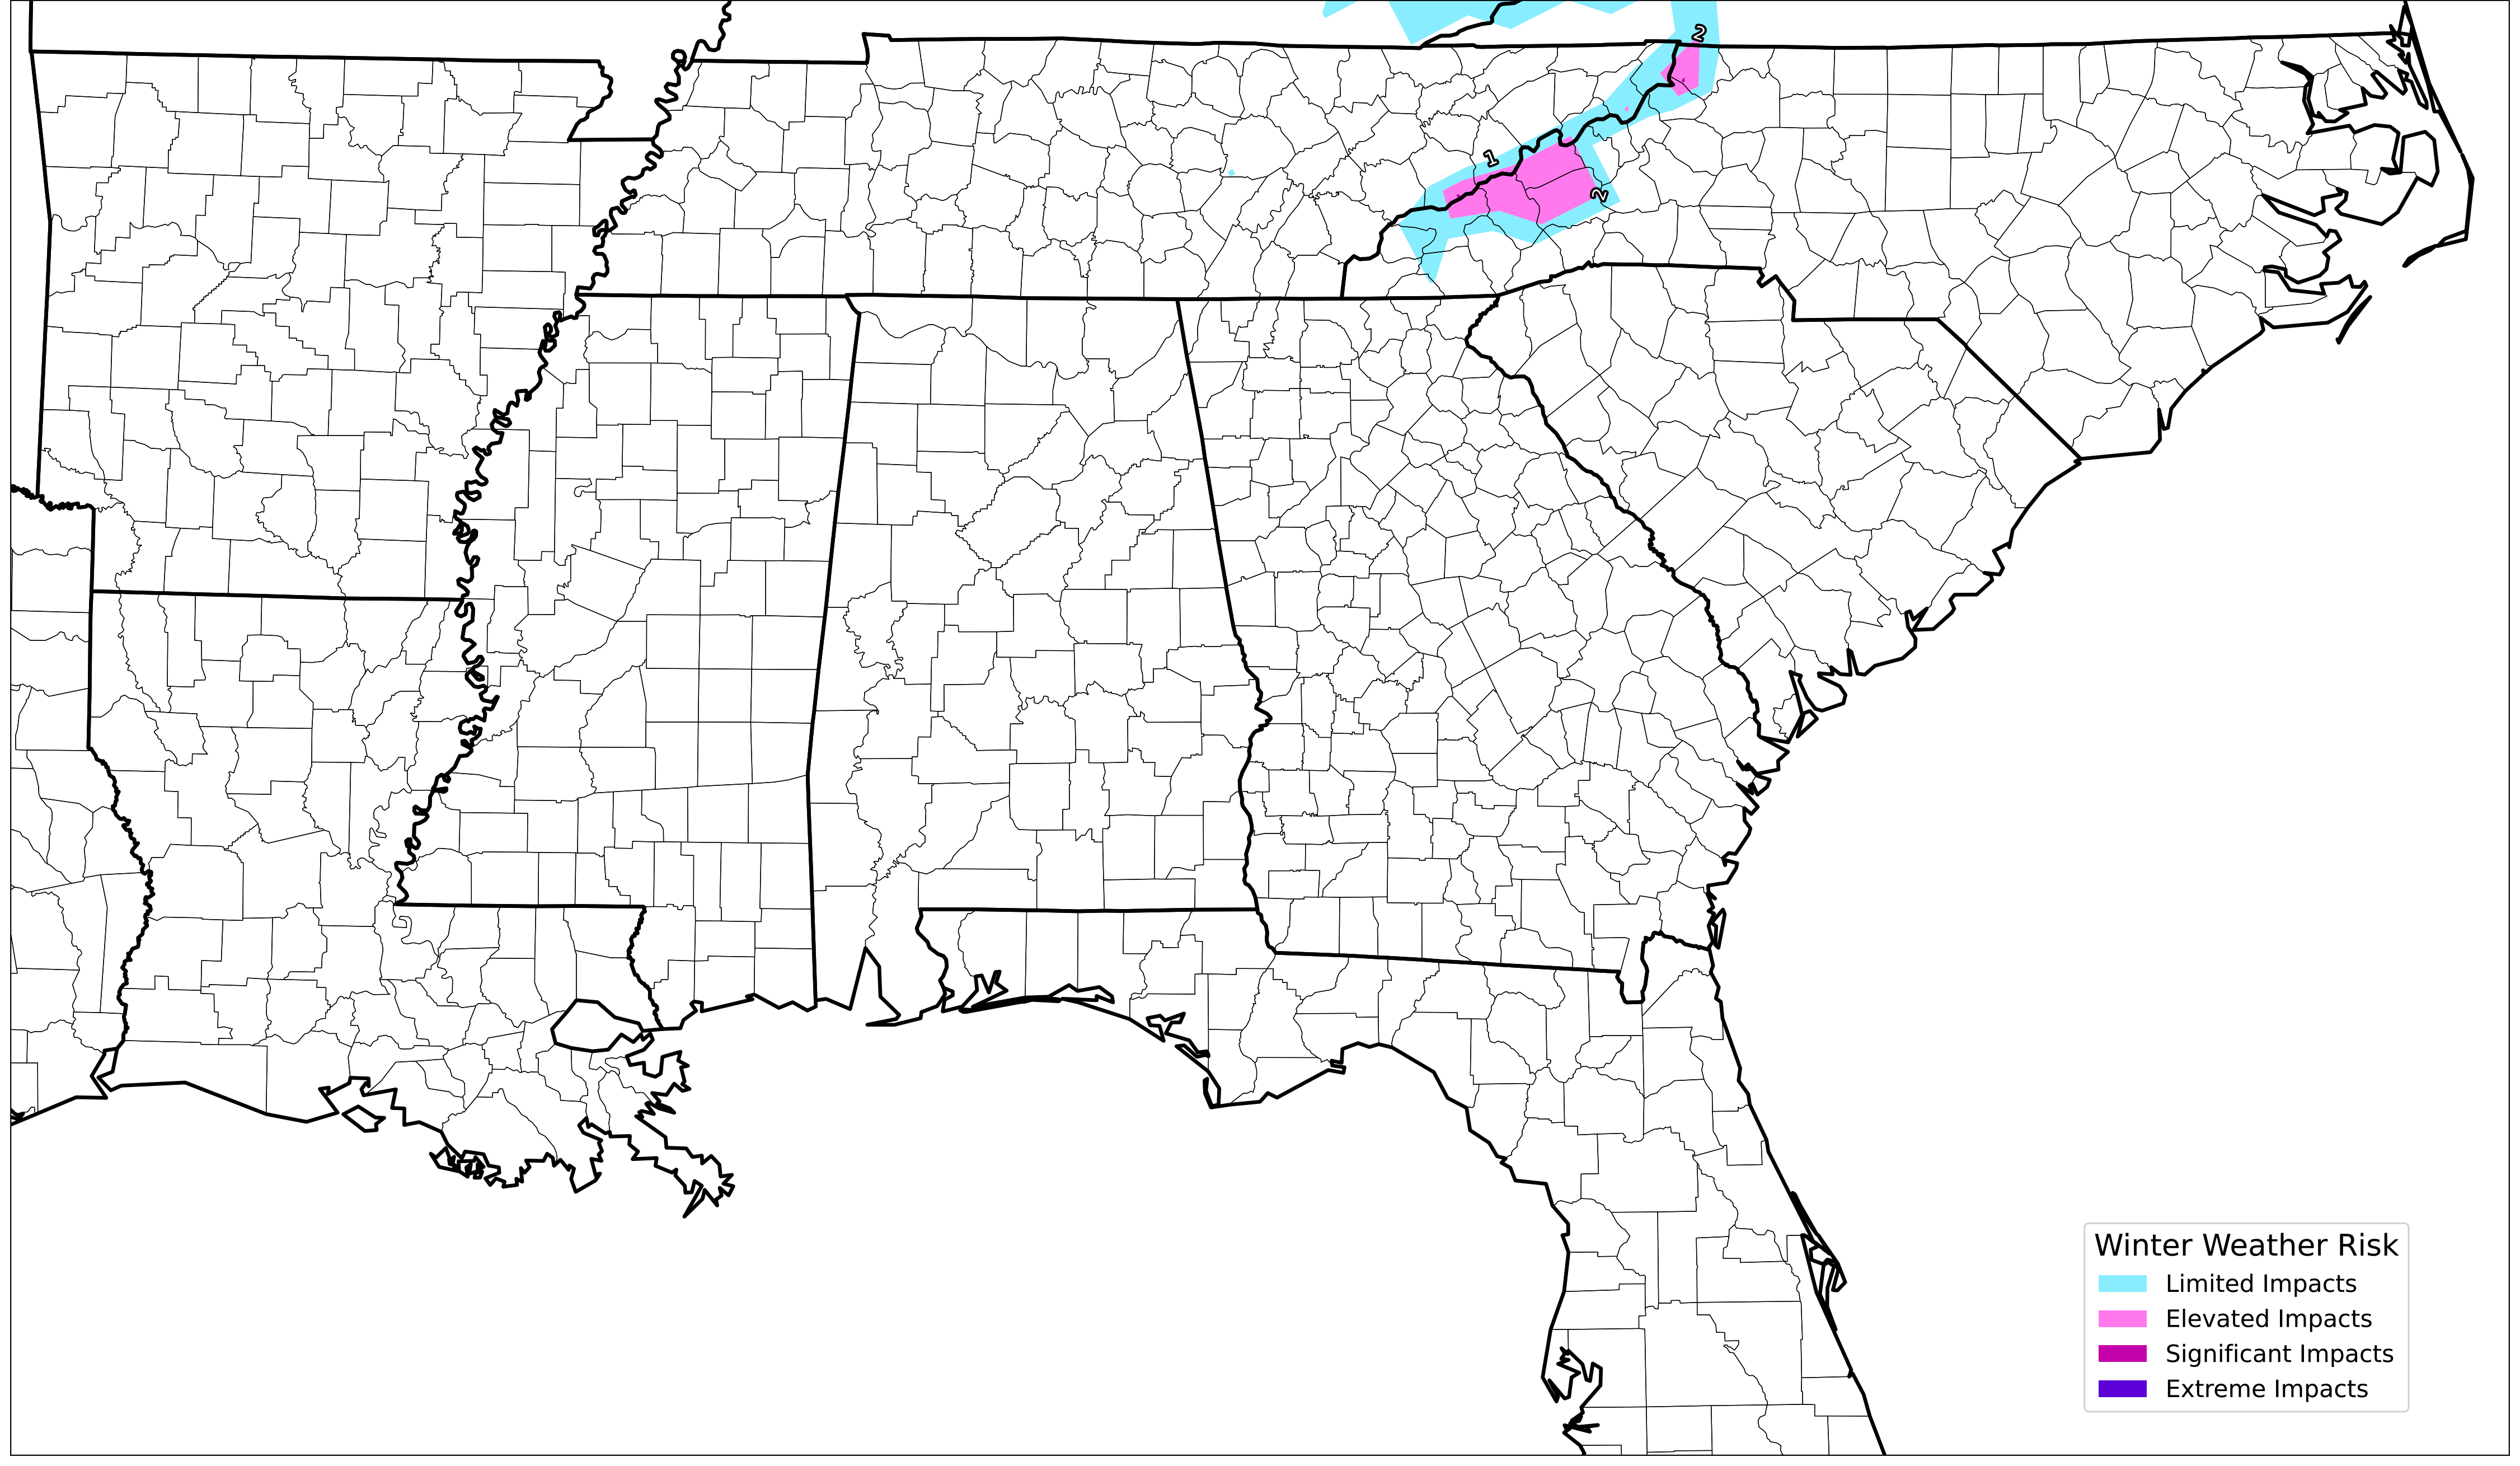 2
1
2
Winter Weather Risk
Limited Impacts
Elevated Impacts
Significant Impacts
Extreme Impacts